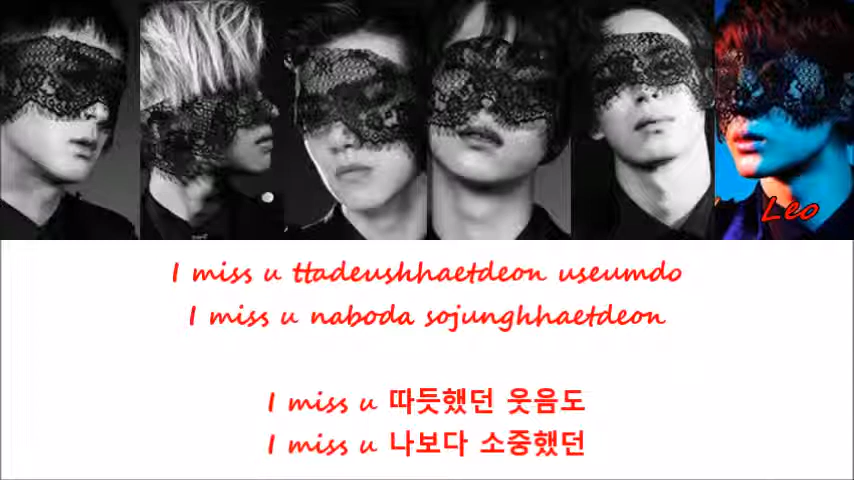 Leo
I miss u ttadeushhaetdeon useumdo
I miss u naboda sojunghhaetdeon
I miss u 따듯했던 웃음도
I miss u 나보다 소중했던